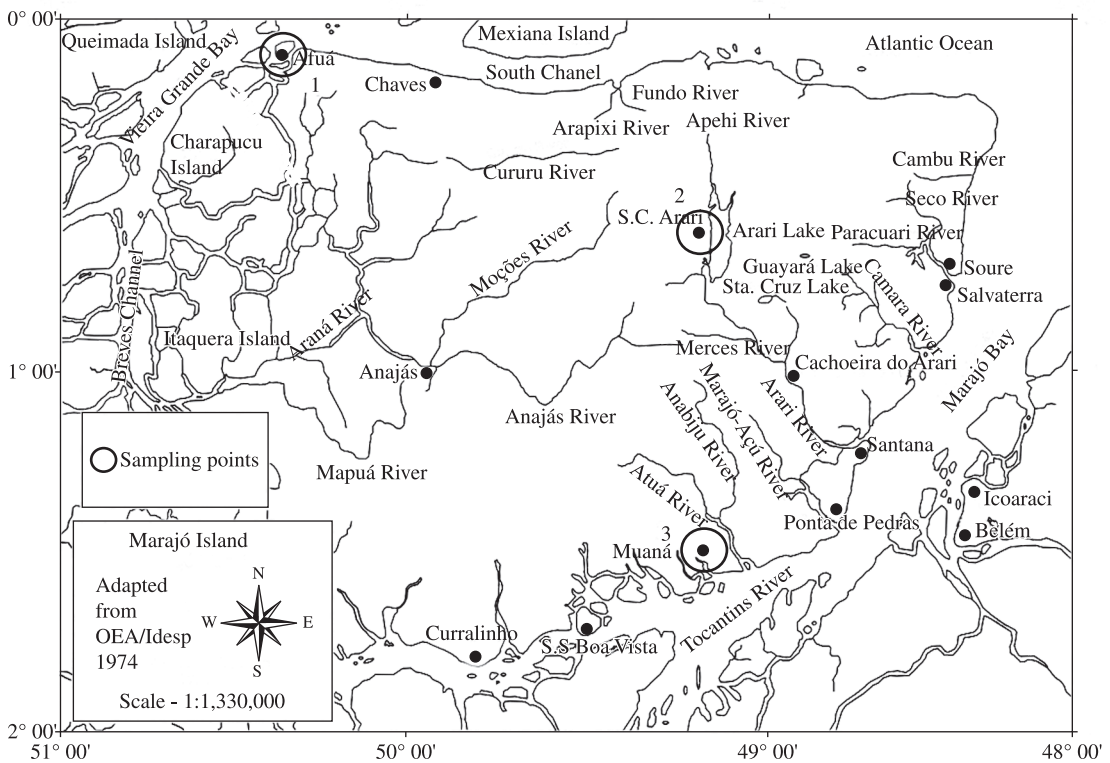 0° 00'
Queimada Island
Vieira Grande Bay
Afuá
1
Mexiana Island
Atlantic Ocean
Chaves
South Chanel
Fundo River
Arapixi River
Apehi River
Charapucu
Island
Cururu River
Cambu River
Seco River
2
S.C. Arari
Arari Lake
Paracuari River
Moções River
Guayará Lake
Sta. Cruz Lake
Camara River
Soure
Salvaterra
Breves Channel
Itaquera Island
Araná River
Merces River
Cachoeira do Arari
Marajó Bay
1° 00'
Anajás
Anajás River
Anabiju River
Marajó-Açú River
Arari River
Santana
Sampling points
Mapuá River
Atuá River
Icoaraci
Ponta de Pedras
Belém
3
Muaná
Marajó Island
Adapted
from
OEA/Idesp
1974
N
W
E
S
Scale - 1:1,330,000
Curralinho
S.S Boa Vista
Tocantins River
2° 00'
51° 00'
50° 00'
49° 00'
48° 00'